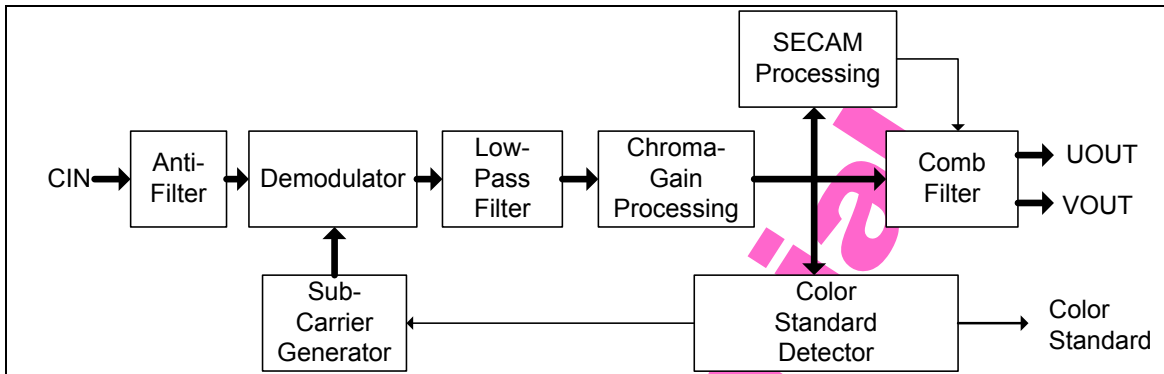 SECAM
Processing
CIN
Anti-
Filter
Demodulator
Low-
Pass
Filter
Chroma-
Gain
Processing
Comb
Filter
UOUT
VOUT
Sub-
Carrier
Generator
Color
Standard
Detector
Color
Standard